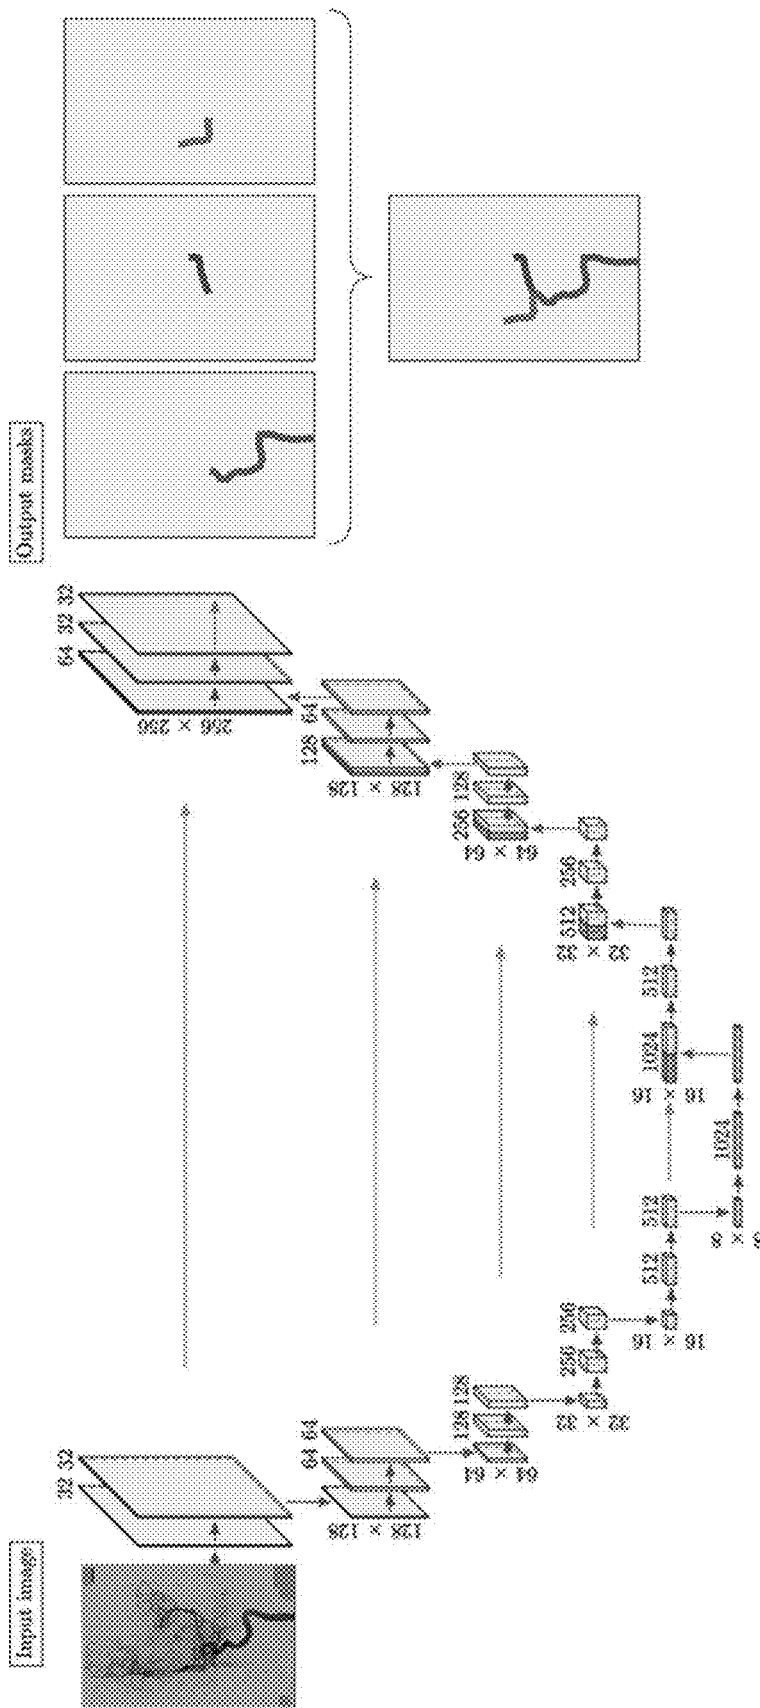 Input image
32 32
128 × 128
64 64
64 × 64
128 128
32 × 32
256 256
16 × 16
512 512
8 × 8
1024
16 × 16
1024 512
32 × 32
512 256
64 × 64
256 128
128 × 128
128 64
256 × 256
64 32 32
Output masks